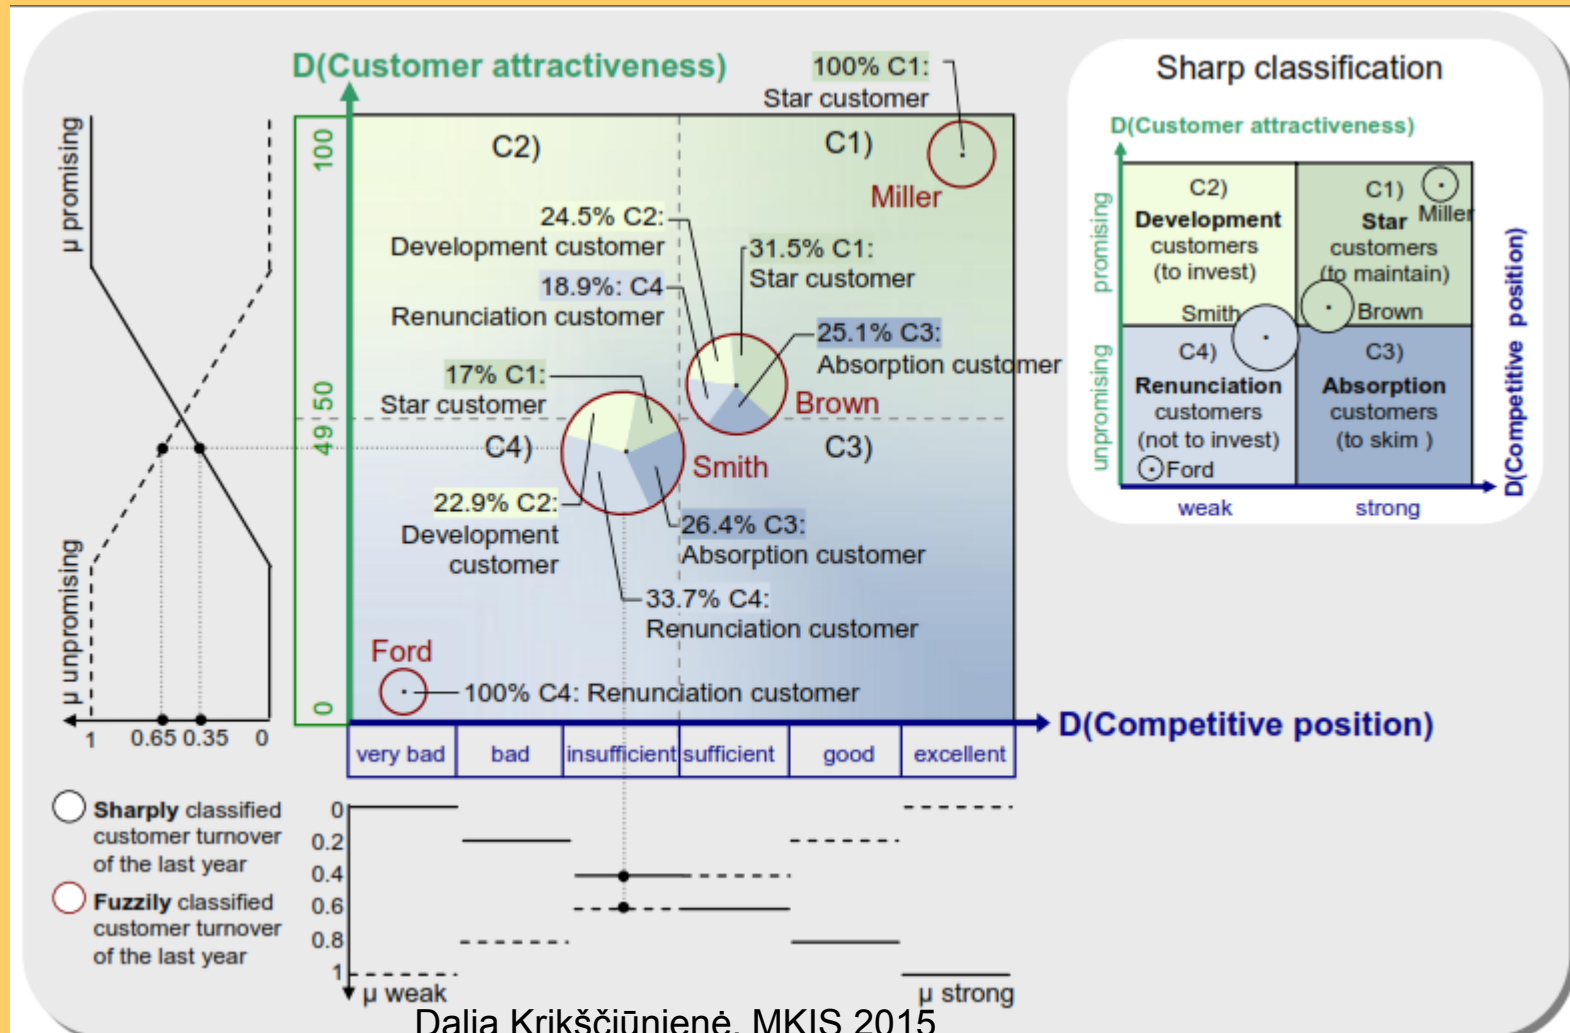 D(Customer attractiveness)
100% C1:
Star customer
µ promising
100
C2)
C1)
Miller
24.5% C2:
Development customer
31.5% C1:
Star customer
18.9%: C4
Renunciation customer
25.1% C3:
Absorption customer
17% C1:
Star customer
Brown
50
49
C4)
Smith
C3)
22.9% C2:
Development
customer
26.4% C3:
Absorption customer
33.7% C4:
Renunciation customer
µ unpromising
Ford
100% C4: Renunciation customer
0
1
0.65
0.35
0
D(Competitive position)
very bad
bad
insufficient
sufficient
good
excellent
Sharply classified
customer turnover
of the last year
Fuzzily classified
customer turnover
of the last year
0
0.2
0.4
0.6
0.8
1
µ weak
µ strong
Sharp classification
D(Customer attractiveness)
promising
unpromising
C2)
Development
customers
(to invest)
C1)
Miller
Star
customers
(to maintain)
Smith
Brown
C4)
Renunciation
customers
(not to invest)
Ford
C3)
Absorption
customers
(to skim )
weak
strong
D(Competitive position)
Dalia Krikščiūnienė, MKIS 2015